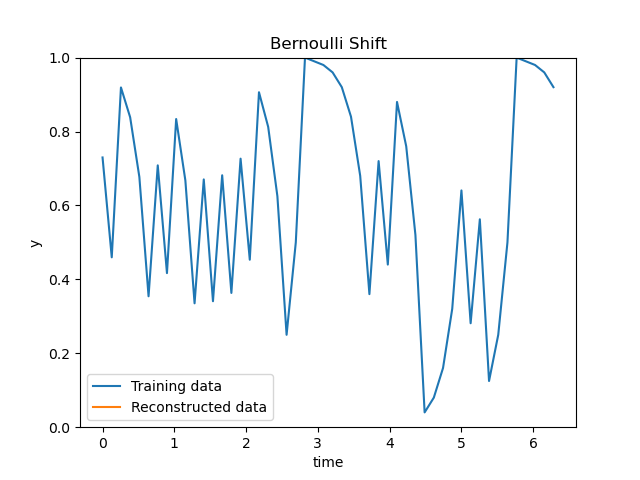 Bernoulli Shift
1.0
0.8
0.6
0.4
0.2
0.0
y
Training data
Reconstructed data
0 1 2 3 4 5 6
time